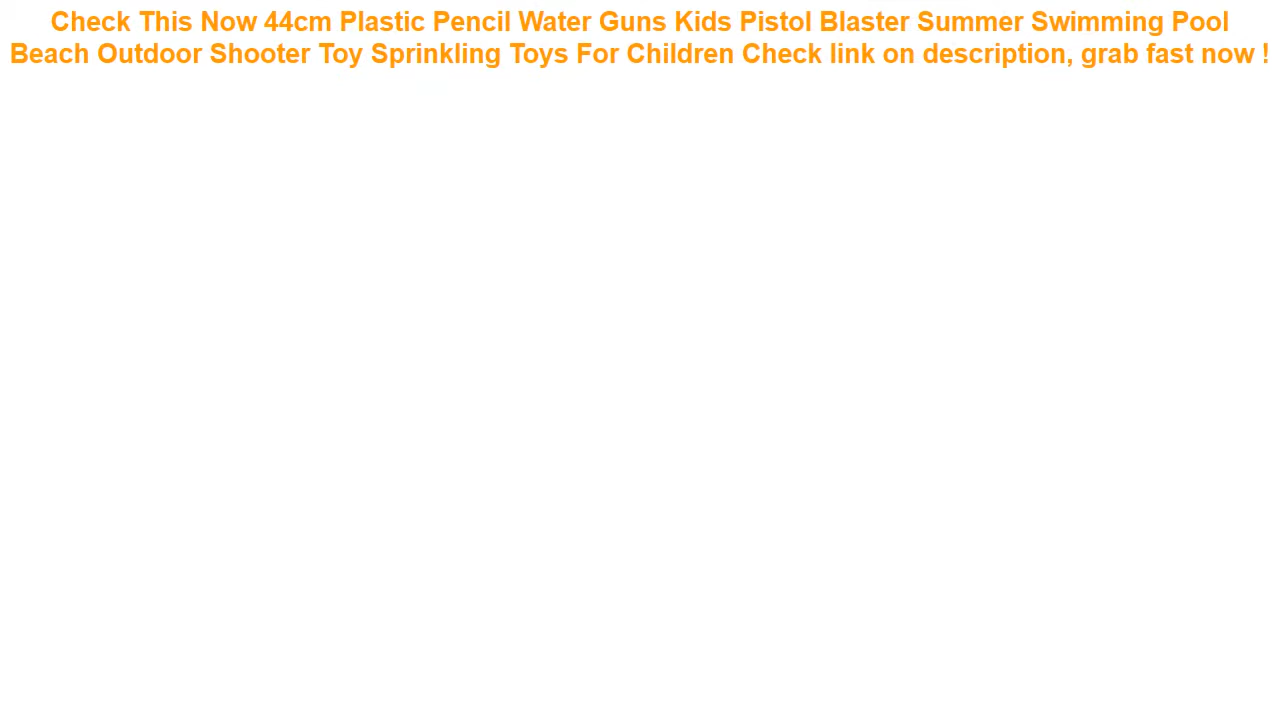 Check This Now 44cm Plastic Pencil Water Guns Kids Pistol Blaster Summer Swimming Pool
Beach Outdoor Shooter Toy Sprinkling Toys For Children Check link on description, grab fast now !